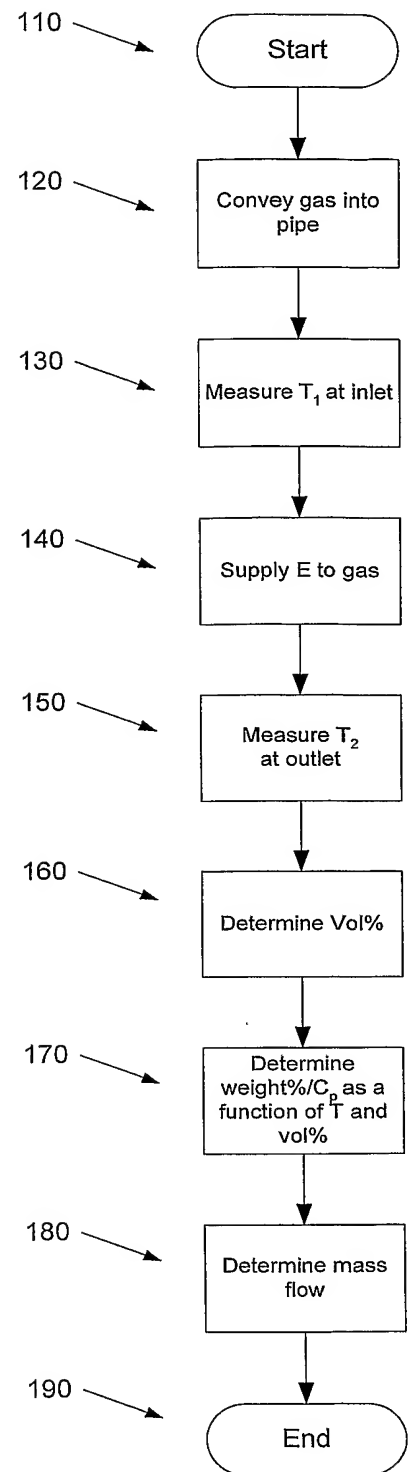 110
Start
120
Convey gas into
pipe
130
Measure T₁ at inlet
140
Supply E to gas
150
Measure T₂
at outlet
160
Determine Vol%
170
Determine
weight%/Cₚ as a
function of T and
vol%
180
Determine mass
flow
190
End